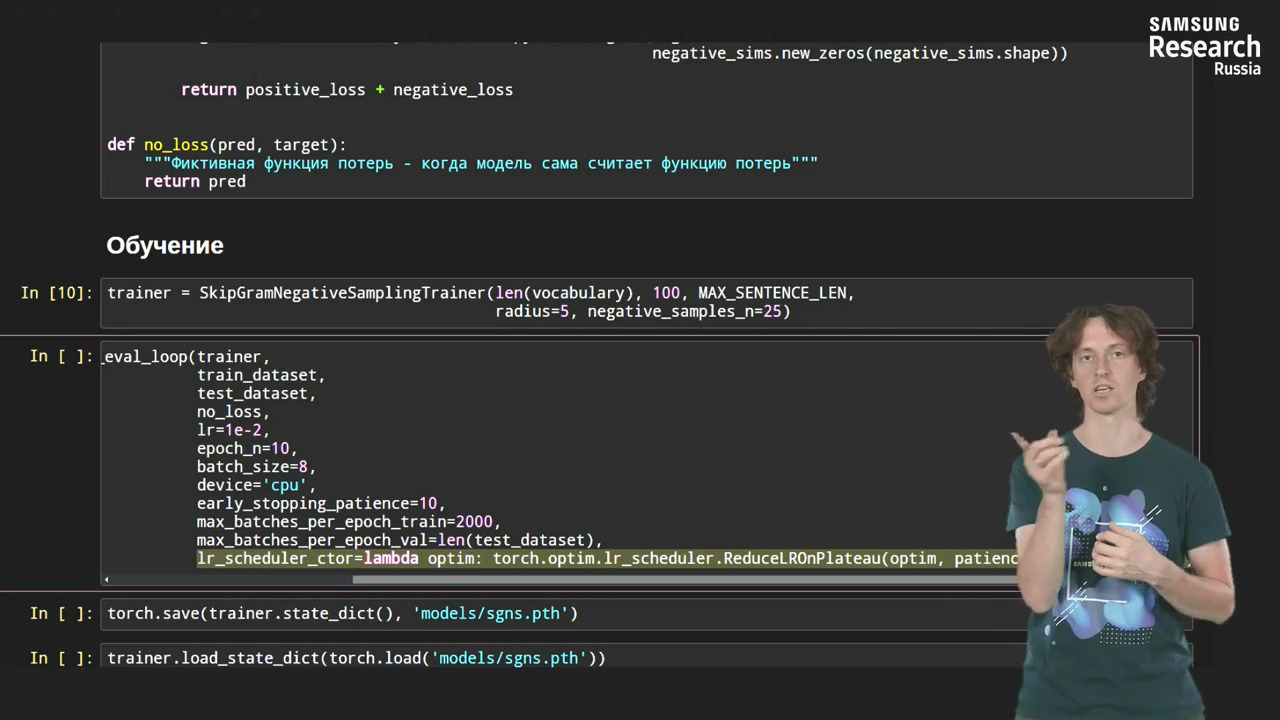 SAMSUNG
Research
Russia
negative_sims.new_zeros(negative_sims.shape))
return positive_loss + negative_loss
def no_loss(pred, target):
"""Фиктивная функция потерь - когда модель сама считает функцию потерь"""
return pred
Обучение
In [10]: trainer = SkipGramNegativeSamplingTrainer(len(vocabulary), 100, MAX_SENTENCE_LEN,
radius=5, negative_samples_n=25)
In [ ]: _eval_loop(trainer,
train_dataset,
test_dataset,
no_loss,
lr=1e-2,
epoch_n=10,
batch_size=8,
device='cpu',
early_stopping_patience=10,
max_batches_per_epoch_train=2000,
max_batches_per_epoch_val=len(test_dataset),
lr_scheduler_ctor=lambda optim: torch.optim.lr_scheduler.ReduceLROnPlateau(optim, patienc
In [ ]: torch.save(trainer.state_dict(), 'models/sgns.pth')
In [ ]: trainer.load_state_dict(torch.load('models/sgns.pth'))